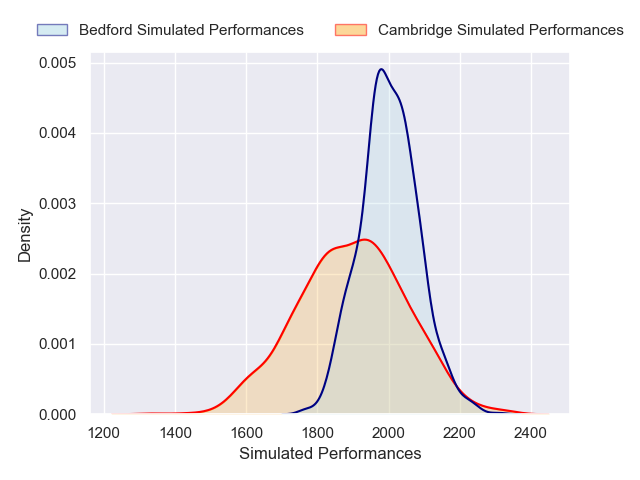 Bedford Simulated Performances Cambridge Simulated Performances
0.005
0.004
0.003
0.002
0.001
0.000
Density
1200 1400 1600 1800 2000 2200 2400
Simulated Performances